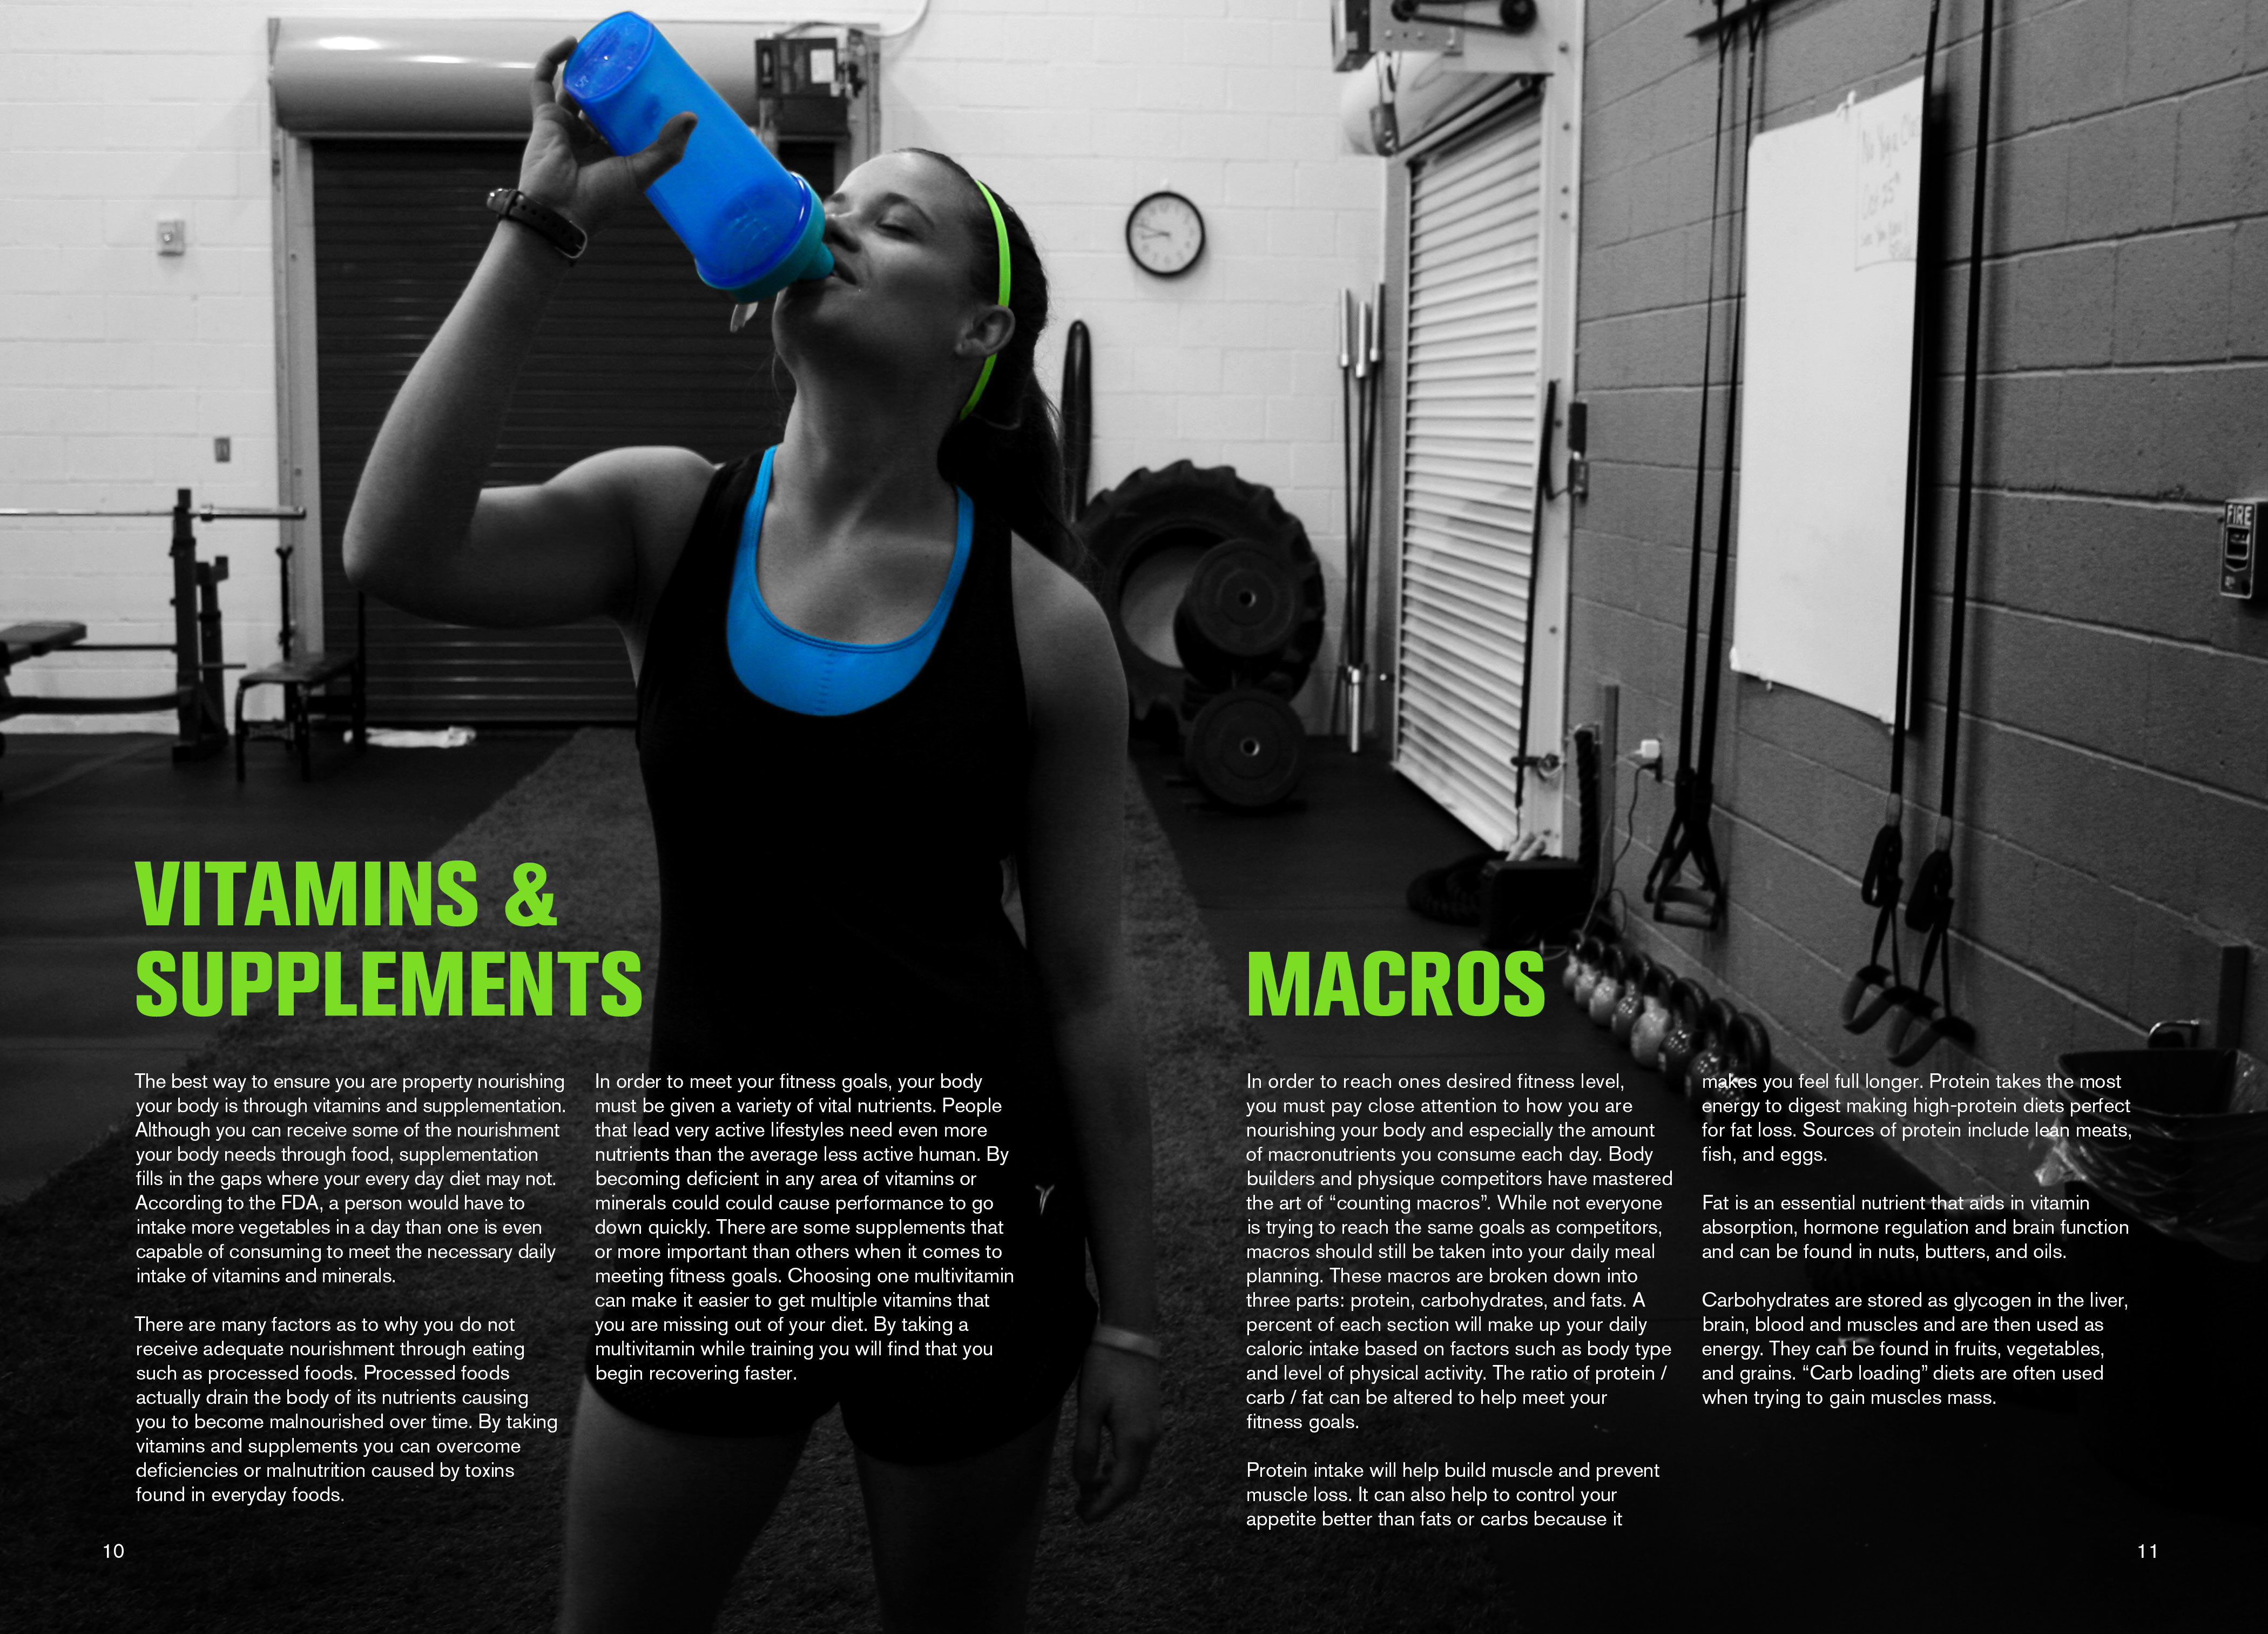 VITAMINS &
SUPPLEMENTS
The best way to ensure you are property nourishing
your body is through vitamins and supplementation.
Although you can receive some of the nourishment
your body needs through food, supplementation
fills in the gaps where your every day diet may not.
According to the FDA, a person would have to
intake more vegetables in a day than one is even
capable of consuming to meet the necessary daily
intake of vitamins and minerals.
There are many factors as to why you do not
receive adequate nourishment through eating
such as processed foods. Processed foods
actually drain the body of its nutrients causing
you to become malnourished over time. By taking
vitamins and supplements you can overcome
deficiencies or malnutrition caused by toxins
found in everyday foods.
In order to meet your fitness goals, your body
must be given a variety of vital nutrients. People
that lead very active lifestyles need even more
nutrients than the average less active human. By
becoming deficient in any area of vitamins or
minerals could could cause performance to go
down quickly. There are some supplements that
or more important than others when it comes to
meeting fitness goals. Choosing one multivitamin
can make it easier to get multiple vitamins that
you are missing out of your diet. By taking a
multivitamin while training you will find that you
begin recovering faster.
10
MACROS
In order to reach ones desired fitness level,
you must pay close attention to how you are
nourishing your body and especially the amount
of macronutrients you consume each day. Body
builders and physique competitors have mastered
the art of “counting macros”. While not everyone
is trying to reach the same goals as competitors,
macros should still be taken into your daily meal
planning. These macros are broken down into
three parts: protein, carbohydrates, and fats. A
percent of each section will make up your daily
caloric intake based on factors such as body type
and level of physical activity. The ratio of protein /
carb / fat can be altered to help meet your
fitness goals.
Protein intake will help build muscle and prevent
muscle loss. It can also help to control your
appetite better than fats or carbs because it
makes you feel full longer. Protein takes the most
energy to digest making high-protein diets perfect
for fat loss. Sources of protein include lean meats,
fish, and eggs.
Fat is an essential nutrient that aids in vitamin
absorption, hormone regulation and brain function
and can be found in nuts, butters, and oils.
Carbohydrates are stored as glycogen in the liver,
brain, blood and muscles and are then used as
energy. They can be found in fruits, vegetables,
and grains. “Carb loading” diets are often used
when trying to gain muscles mass.
11
FIRE